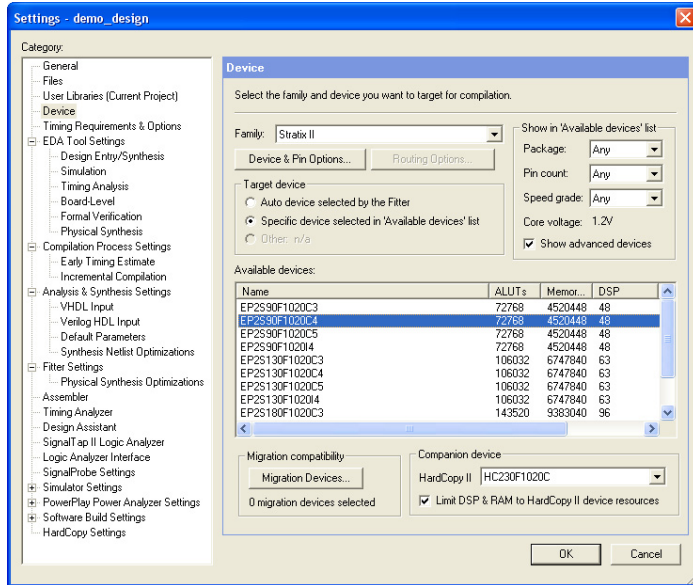 Settings - demo_design
Category:
General
Files
User Libraries (Current Project)
Device
Timing Requirements & Options
EDA Tool Settings
Design Entry/Synthesis
Simulation
Timing Analysis
Board-Level
Formal Verification
Physical Synthesis
Compilation Process Settings
Early Timing Estimate
Incremental Compilation
Analysis & Synthesis Settings
VHDL Input
Verilog HDL Input
Default Parameters
Synthesis Netlist Optimizations
Fitter Settings
Physical Synthesis Optimizations
Assembler
Timing Analyzer
Design Assistant
SignalTap II Logic Analyzer
Logic Analyzer Interface
SignalProbe Settings
Simulator Settings
PowerPlay Power Analyzer Settings
Software Build Settings
HardCopy Settings
Device
Select the family and device you want to target for compilation.
Family: Stratix II
Device & Pin Options... Routing Options...
Target device
Auto device selected by the Fitter
Specific device selected in 'Available devices' list
Other: n/a
Show in 'Available devices' list
Package: Any
Pin count: Any
Speed grade: Any
Core voltage: 1.2V
Show advanced devices
Available devices:
Name ALUTs Memor... DSP
EP2S90F1020C3 72768 4520448 48
EP2S90F1020C4 72768 4520448 48
EP2S90F1020C5 72768 4520448 48
EP2S90F1020I4 72768 4520448 48
EP2S130F1020C3 106032 6747840 63
EP2S130F1020C4 106032 6747840 63
EP2S130F1020C5 106032 6747840 63
EP2S130F1020I4 106032 6747840 63
EP2S180F1020C3 143520 9383040 96
Migration compatibility
Migration Devices...
0 migration devices selected
Companion device
HardCopy II HC230F1020C
Limit DSP & RAM to HardCopy II device resources
OK Cancel